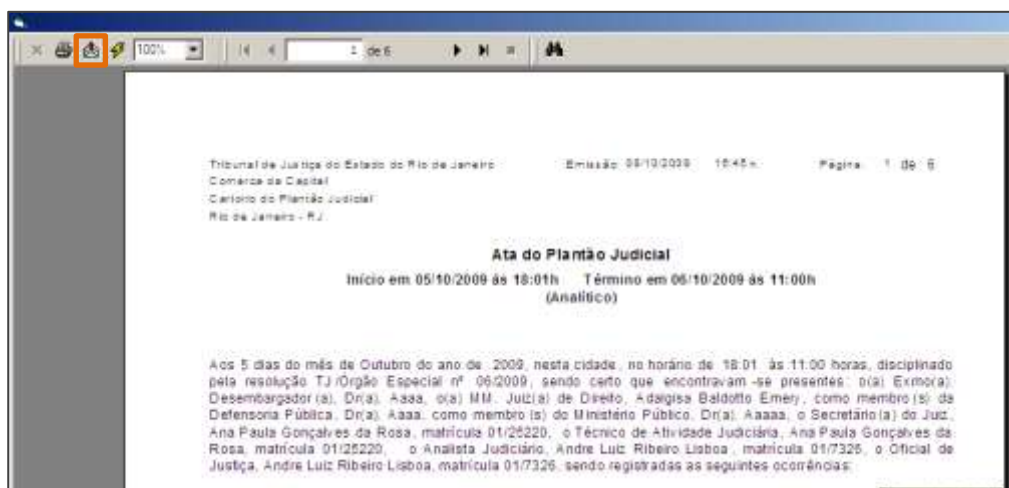 100% 1 de 6
Tribunal de Justiça do Estado do Rio de Janeiro Emissão: 16:45 h Página 1 de 6
Comarca da Capital
Cartório do Plantão Judicial
Rio de Janeiro - RJ
Ata do Plantão Judicial
Início em 05/10/2009 às 18:01h Término em 06/10/2009 às 11:00h
(Analítico)
Aos 5 dias do mês de Outubro do ano de 2009, nesta cidade, no horário de 18:01 às 11:00 horas, disciplinado
pela resolução TJ /Órgão Especial nº 06/2009, sendo certo que encontravam -se presentes: o(a) Exmo(a).
Desembargador (a), Dr(a). Aaaa, o(a) MM. Juiz(a) de Direito, Adalgisa Baldotto Emery, como membro (s) da
Defensoria Pública, Dr(a). Aaaa, como membro (s) do Ministério Público, Dr(a). Aaaaa, o Secretário (a) do Juiz,
Ana Paula Gonçalves da Rosa, matrícula 01/25220, o Técnico de Atividade Judiciária, Ana Paula Gonçalves da
Rosa, matrícula 01/25220, o Analista Judiciário, Andre Luiz Ribeiro Lisboa, matrícula 01/7326, o Oficial de
Justiça, Andre Luiz Ribeiro Lisboa, matrícula 01/7326, sendo registradas as seguintes ocorrências: